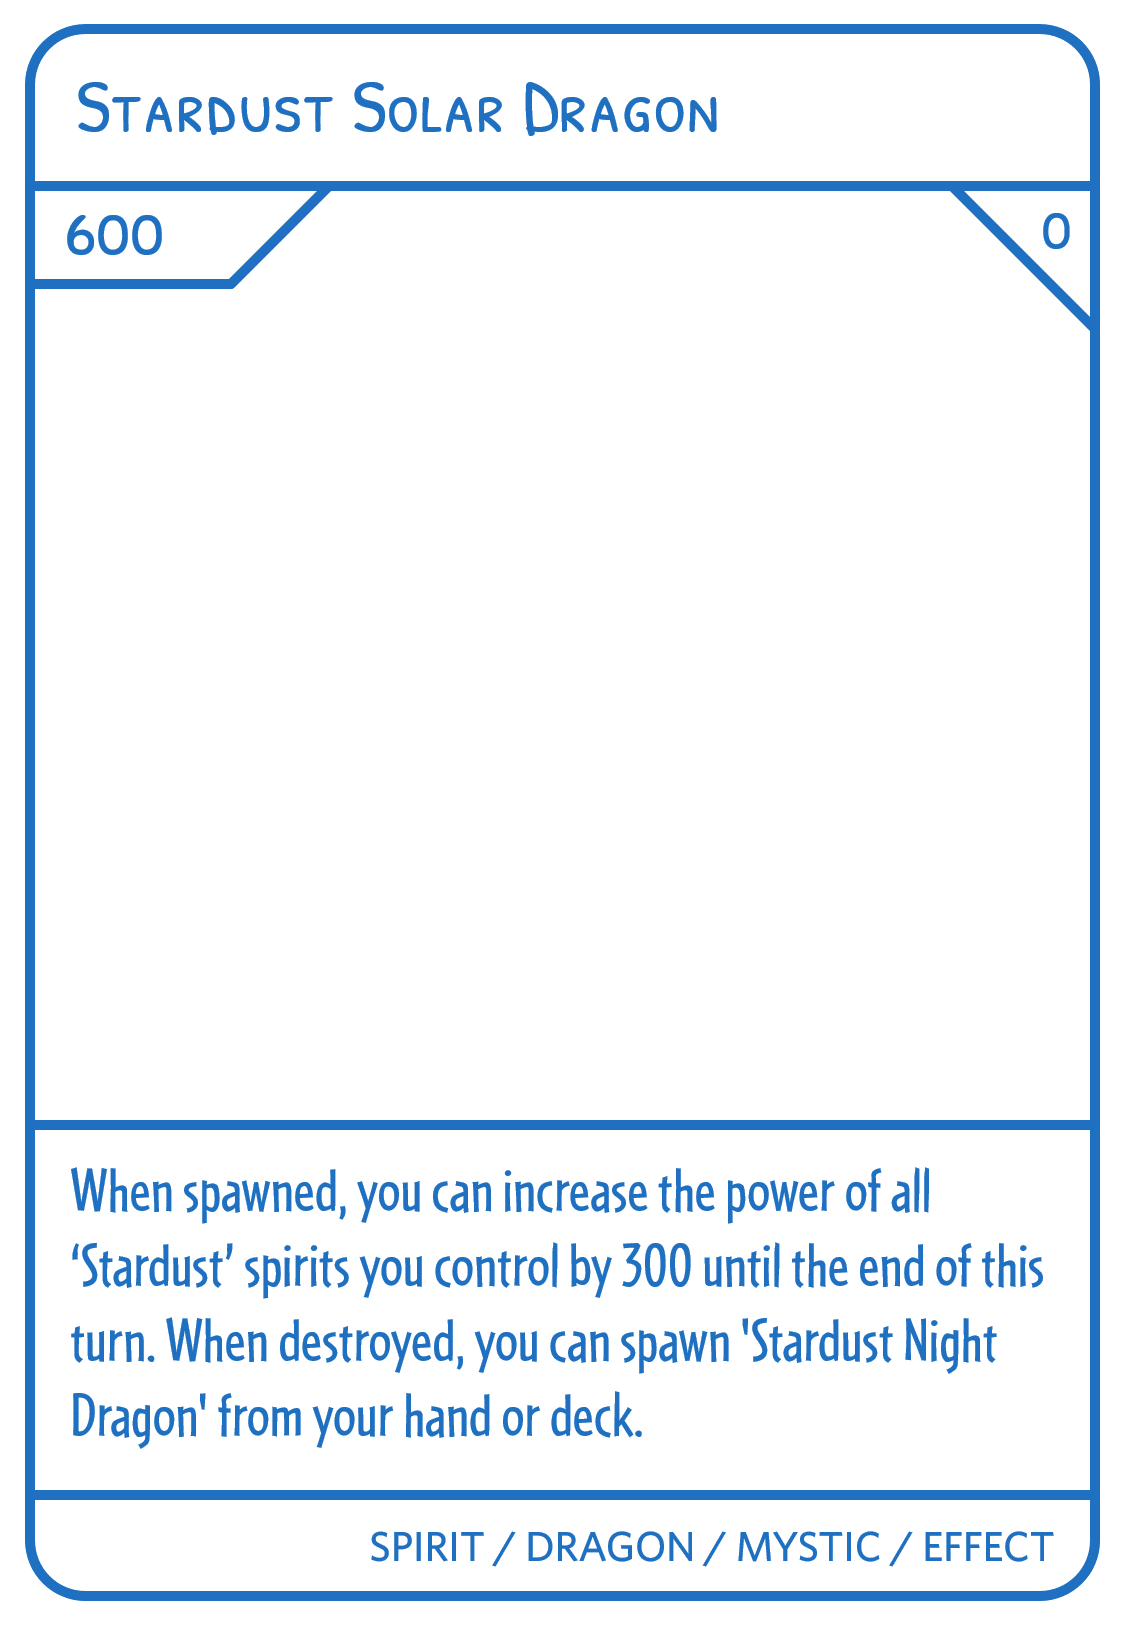 Stardust Solar Dragon
600
0
When spawned, you can increase the power of all
‘Stardust’ spirits you control by 300 until the end of this
turn. When destroyed, you can spawn 'Stardust Night
Dragon' from your hand or deck.
SPIRIT / DRAGON / MYSTIC / EFFECT